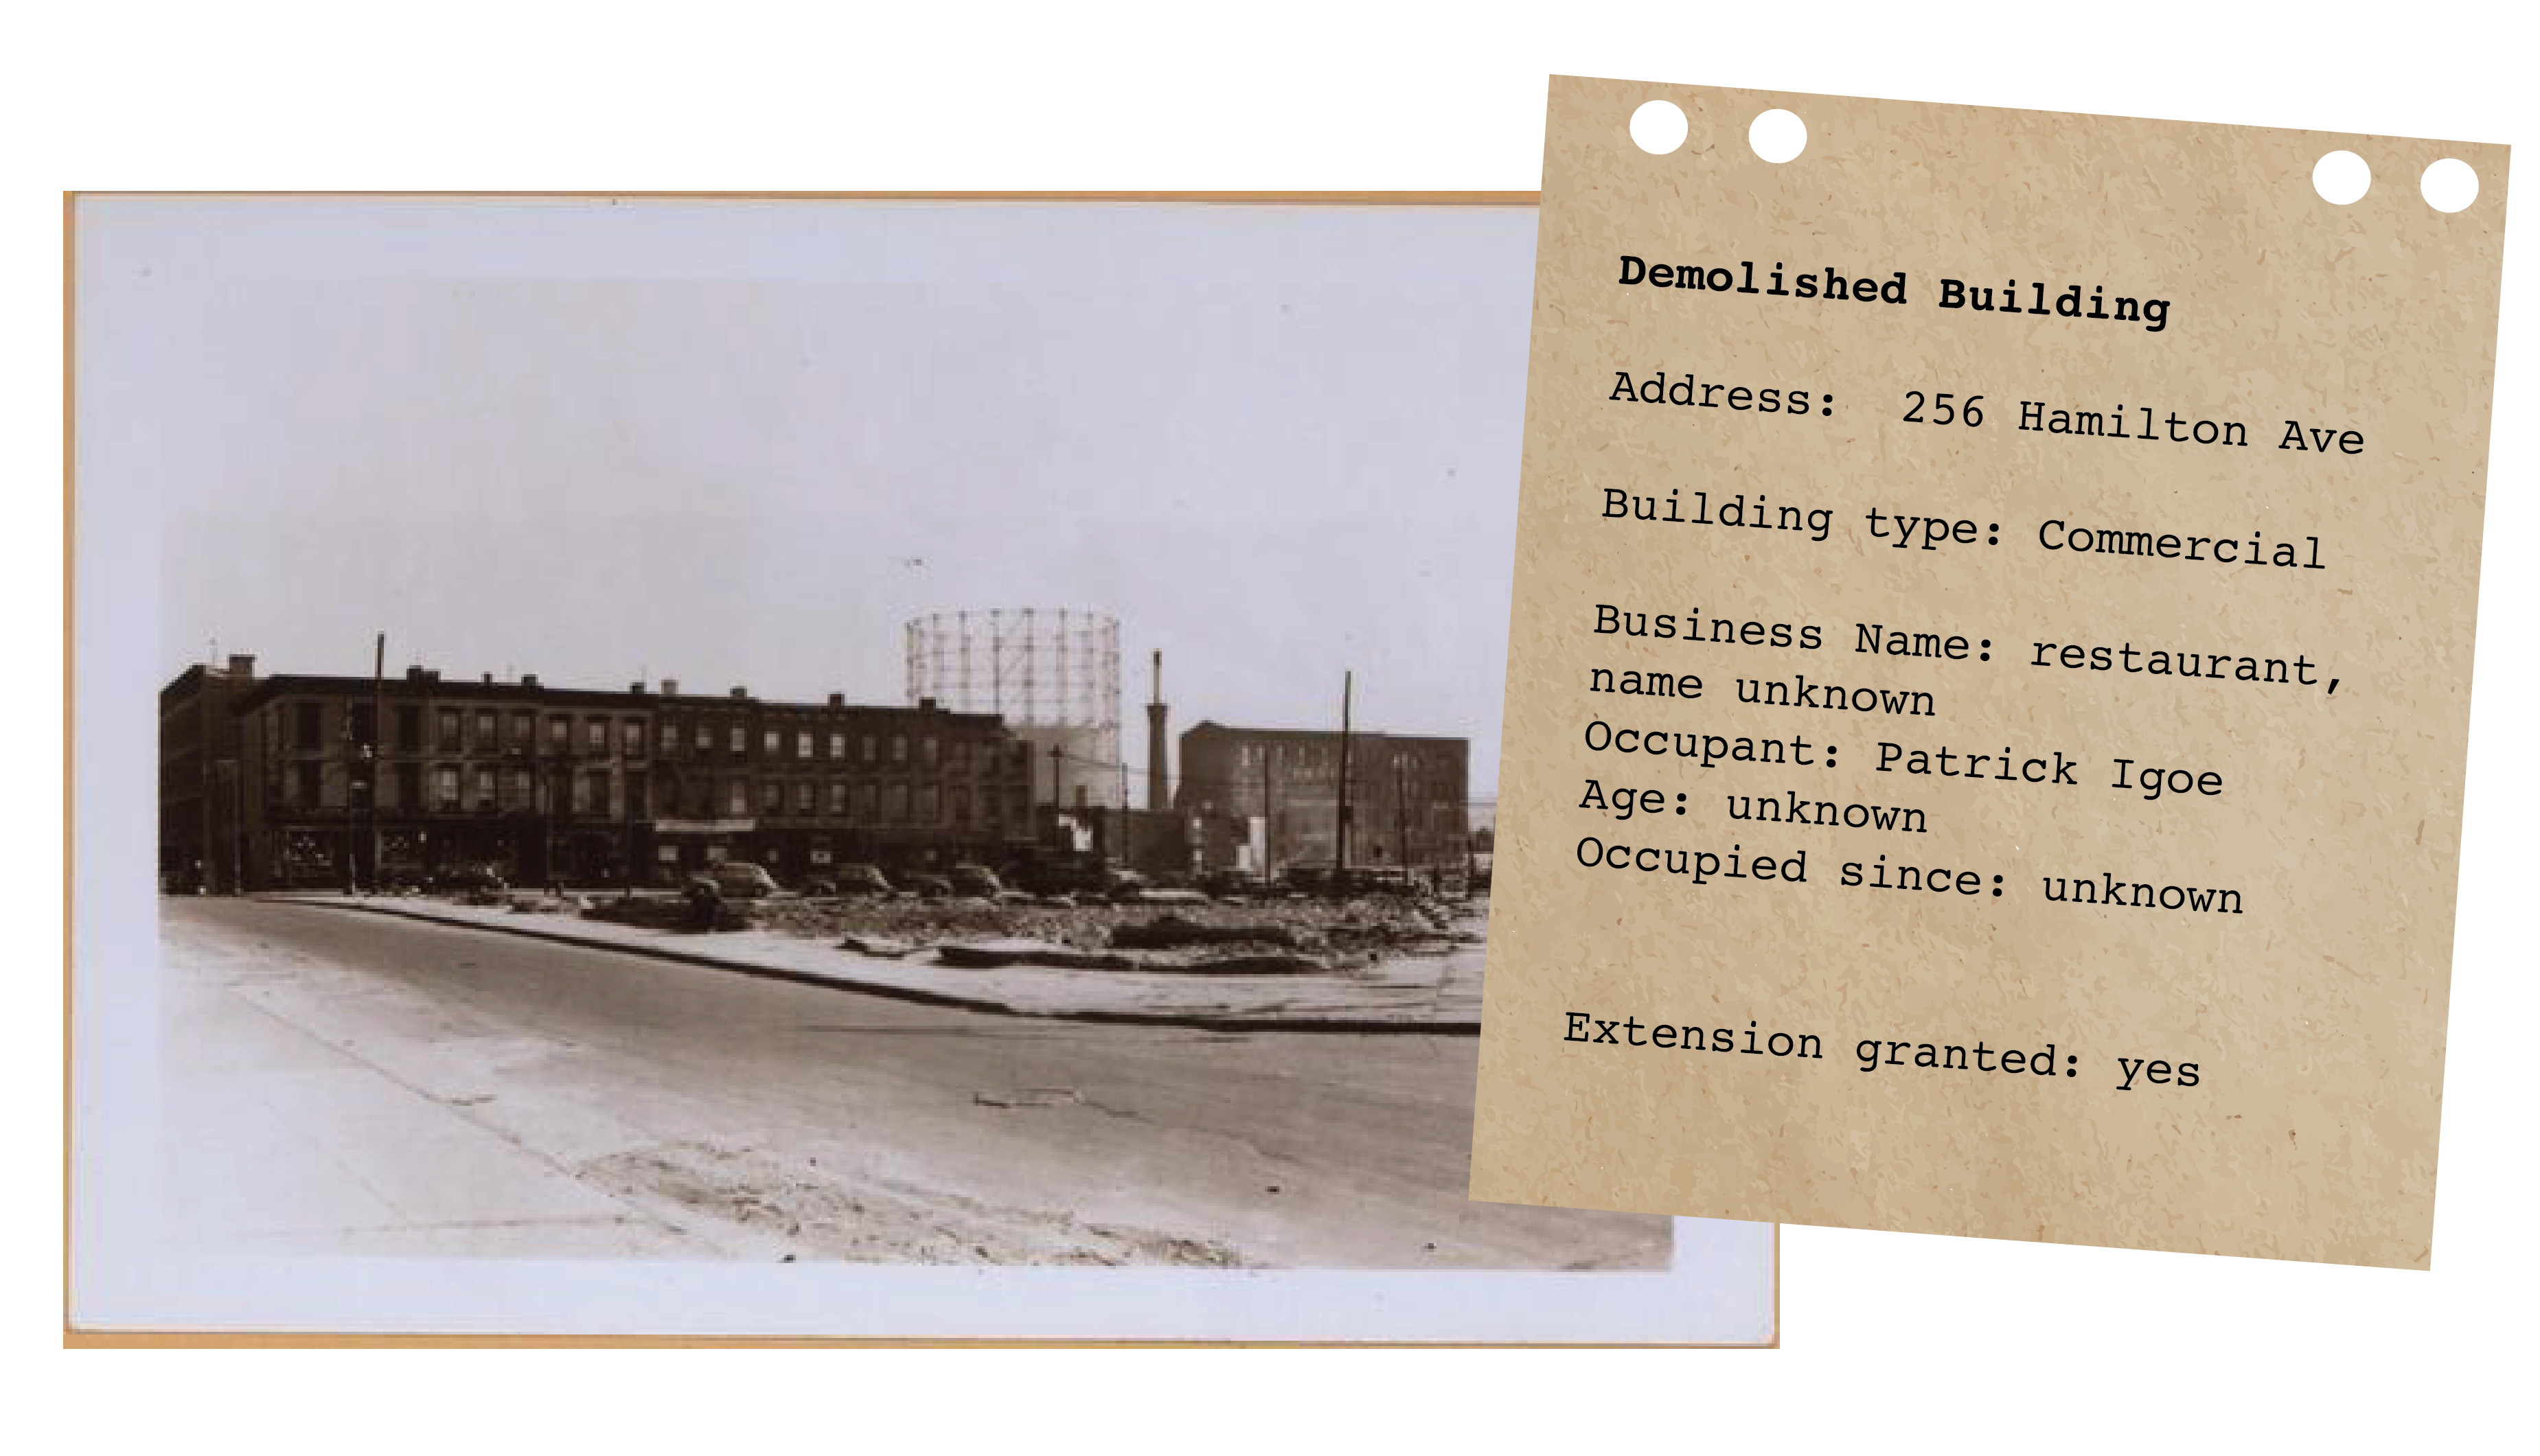 Demolished Building
Address: 256 Hamilton Ave
Building type: Commercial
Business Name: restaurant,
name unknown
Occupant: Patrick Igoe
Age: unknown
Occupied since: unknown
Extension granted: yes